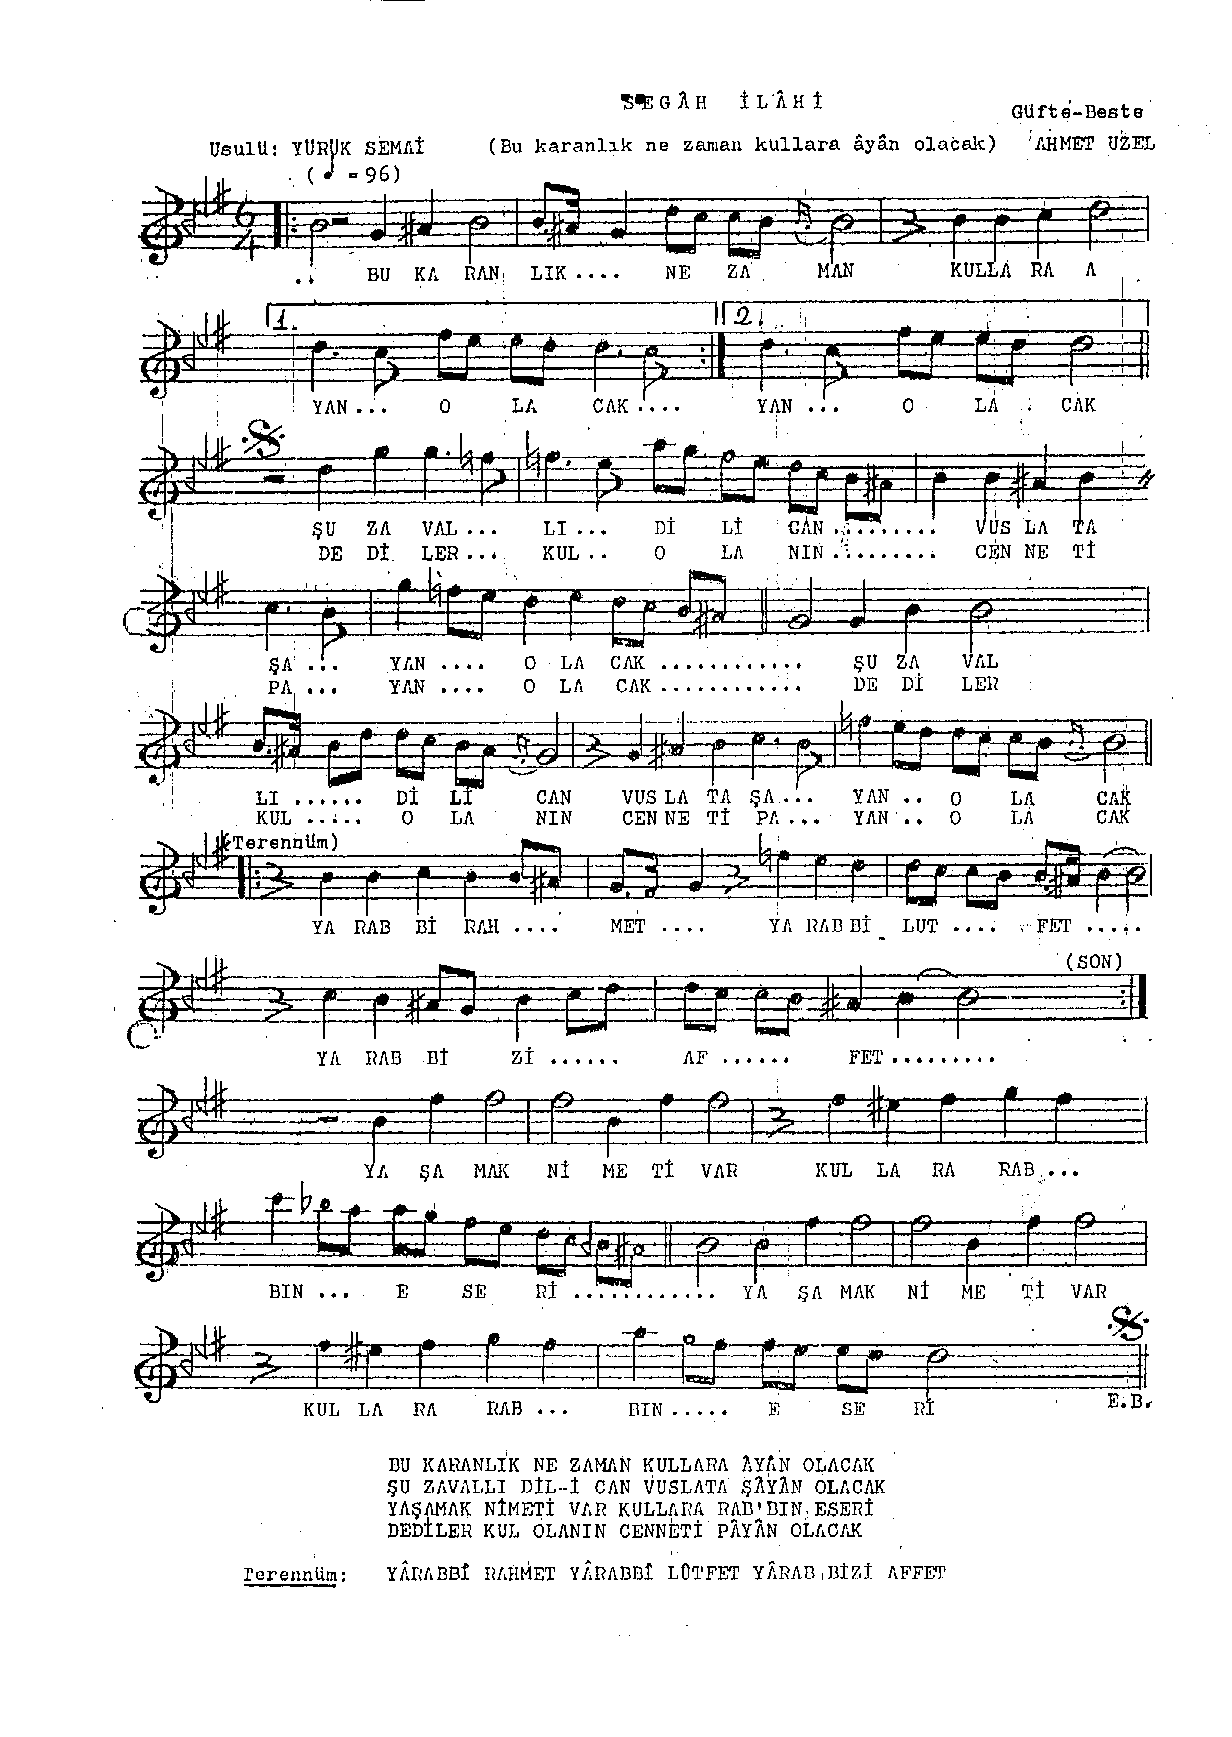 SEGÂH İLÂHİ
Güfte-Beste
Usulü: YÜRÜK SEMAİ (Bu karanlık ne zaman kullara âyân olacak) AHMET UZEL
( = 96)
6
4
BU KA RAN LIK .... NE ZA MAN KULLA RA A
1. 2.
YAN ... O LA CAK .... YAN ... O LA CAK
ŞU ZA VAL ... LI ... Dİ Lİ CAN ......... VUS LA TA
DE Dİ LER ... KUL .. O LA NIN ......... CEN NE Tİ
ŞA ... YAN .... O LA CAK ............ ŞU ZA VAL
PA ... YAN .... O LA CAK ............ DE Dİ LER
LI ...... Dİ Lİ CAN VUS LA TA ŞA ... YAN .. O LA CAK
KUL ..... O LA NIN CEN NE Tİ PA ... YAN .. O LA CAK
(Terennüm)
YA RAB Bİ RAH .... MET .... YA RAB Bİ LUT .... FET .....
(SON)
YA RAB Bİ Zİ ...... AF ...... FET .........
YA ŞA MAK Nİ ME Tİ VAR KUL LA RA RAB ...
BIN ... E SE Rİ ............ YA ŞA MAK Nİ ME Tİ VAR
KUL LA RA RAB ... BIN ..... E SE Rİ E.B.
BU KARANLIK NE ZAMAN KULLARA ÂYÂN OLACAK
ŞU ZAVALLI DİL-İ CAN VUSLATA ŞÂYÂN OLACAK
YAŞAMAK NİMETİ VAR KULLARA RAB'BIN ESERİ
DEDİLER KUL OLANIN CENNETİ PÂYÂN OLACAK
Terennüm: YÂRABBÎ RAHMET YÂRABBÎ LÛTFET YÂRAB BİZİ AFFET